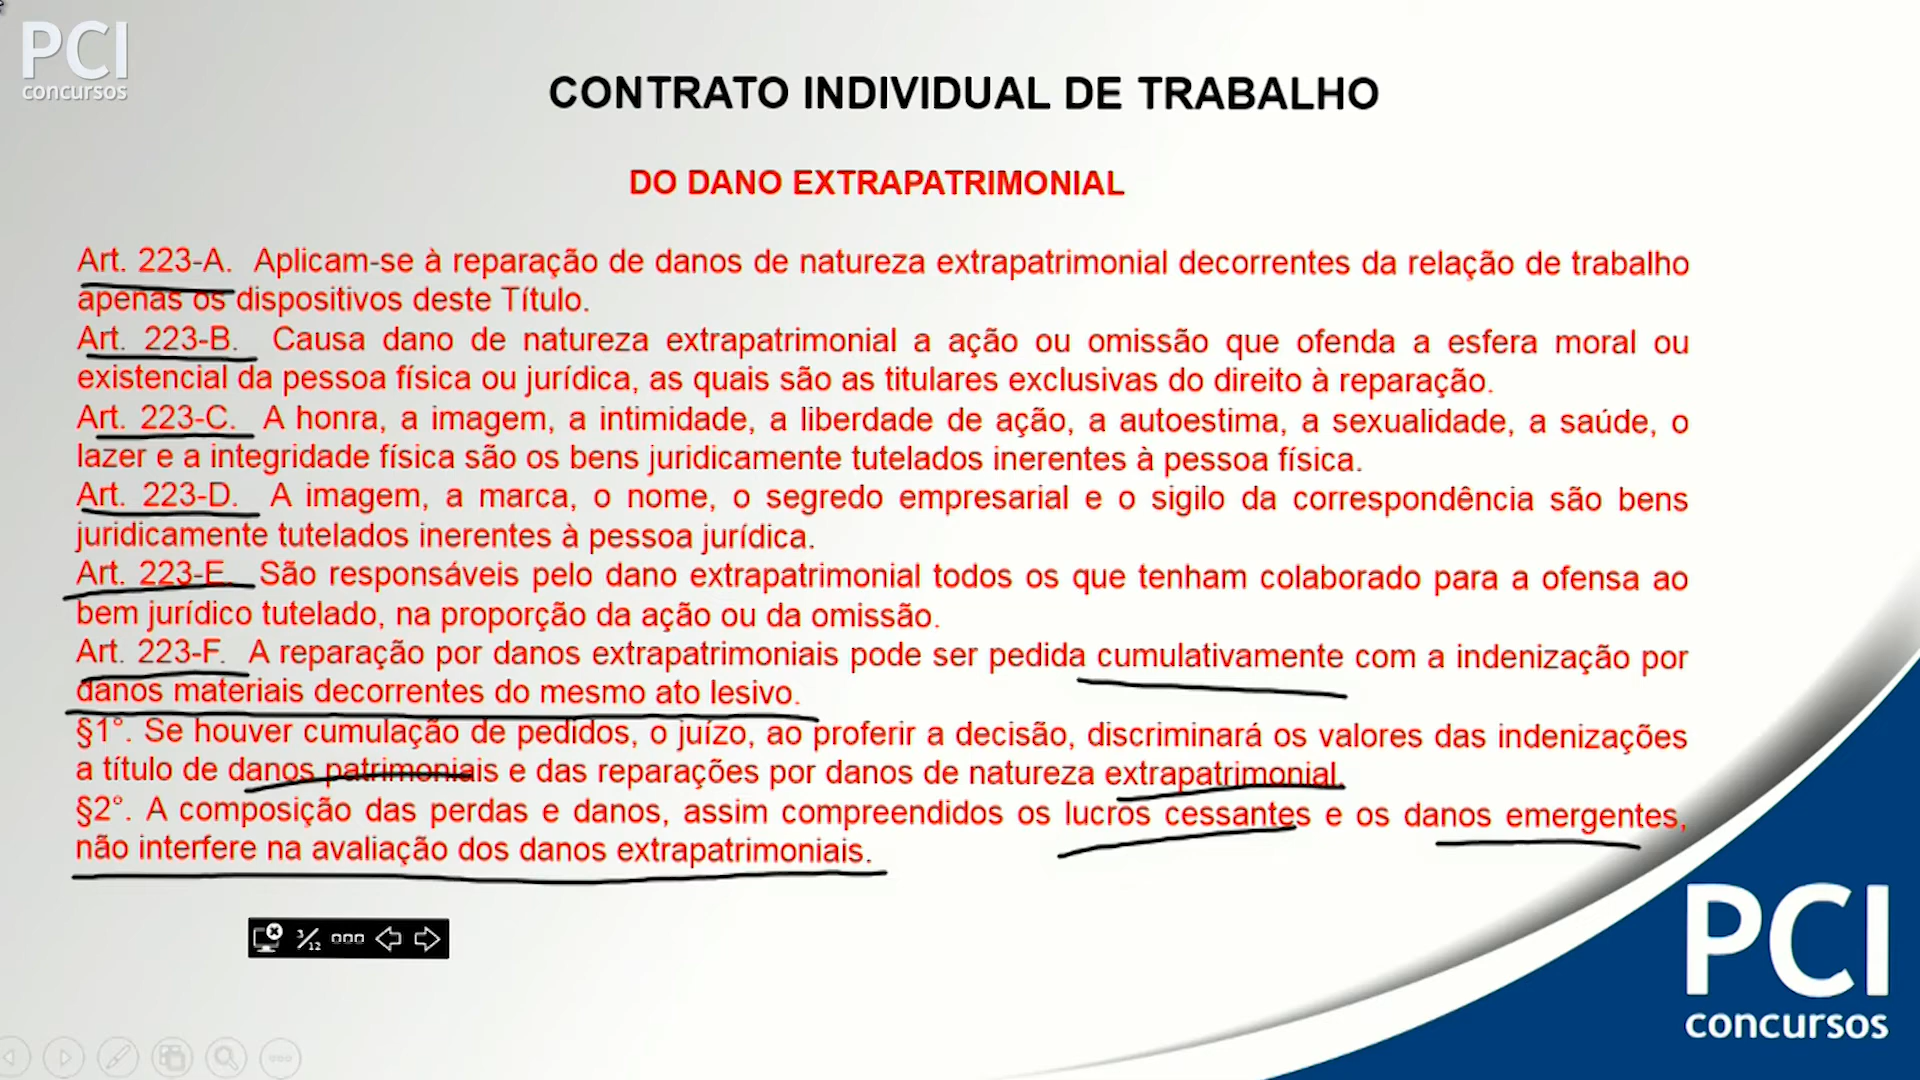 PCI
concursos
CONTRATO INDIVIDUAL DE TRABALHO
DO DANO EXTRAPATRIMONIAL
Art. 223-A. Aplicam-se à reparação de danos de natureza extrapatrimonial decorrentes da relação de trabalho
apenas os dispositivos deste Título.
Art. 223-B. Causa dano de natureza extrapatrimonial a ação ou omissão que ofenda a esfera moral ou
existencial da pessoa física ou jurídica, as quais são as titulares exclusivas do direito à reparação.
Art. 223-C. A honra, a imagem, a intimidade, a liberdade de ação, a autoestima, a sexualidade, a saúde, o
lazer e a integridade física são os bens juridicamente tutelados inerentes à pessoa física.
Art. 223-D. A imagem, a marca, o nome, o segredo empresarial e o sigilo da correspondência são bens
juridicamente tutelados inerentes à pessoa jurídica.
Art. 223-E. São responsáveis pelo dano extrapatrimonial todos os que tenham colaborado para a ofensa ao
bem jurídico tutelado, na proporção da ação ou da omissão.
Art. 223-F. A reparação por danos extrapatrimoniais pode ser pedida cumulativamente com a indenização por
danos materiais decorrentes do mesmo ato lesivo.
§1°. Se houver cumulação de pedidos, o juízo, ao proferir a decisão, discriminará os valores das indenizações
a título de danos patrimoniais e das reparações por danos de natureza extrapatrimonial.
§2°. A composição das perdas e danos, assim compreendidos os lucros cessantes e os danos emergentes,
não interfere na avaliação dos danos extrapatrimoniais.
3/12
PCI
concursos